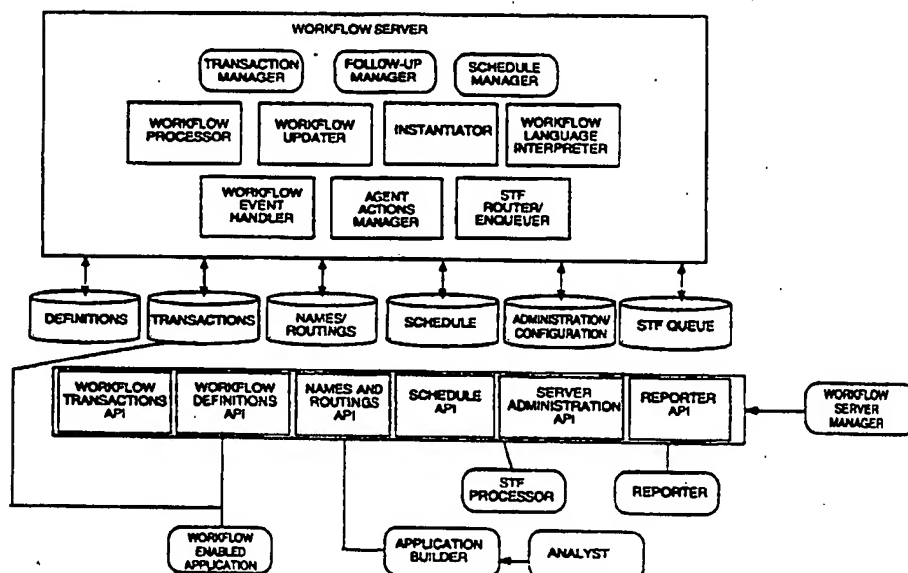 WORKFLOW SERVER
TRANSACTION
MANAGER
FOLLOW-UP
MANAGER
SCHEDULE
MANAGER
WORKFLOW
PROCESSOR
WORKFLOW
UPDATER
INSTANTIATOR
WORKFLOW
LANGUAGE
INTERPRETER
WORKFLOW
EVENT
HANDLER
AGENT
ACTIONS
MANAGER
STF
ROUTER/
ENQUEUER
DEFINITIONS
TRANSACTIONS
NAMES/
ROUTINGS
SCHEDULE
ADMINISTRATION/
CONFIGURATION
STF QUEUE
WORKFLOW
TRANSACTIONS
API
WORKFLOW
DEFINITIONS
API
NAMES AND
ROUTINGS
API
SCHEDULE
API
SERVER
ADMINISTRATION
API
REPORTER
API
WORKFLOW
SERVER
MANAGER
STF
PROCESSOR
REPORTER
WORKFLOW
ENABLED
APPLICATION
APPLICATION
BUILDER
ANALYST